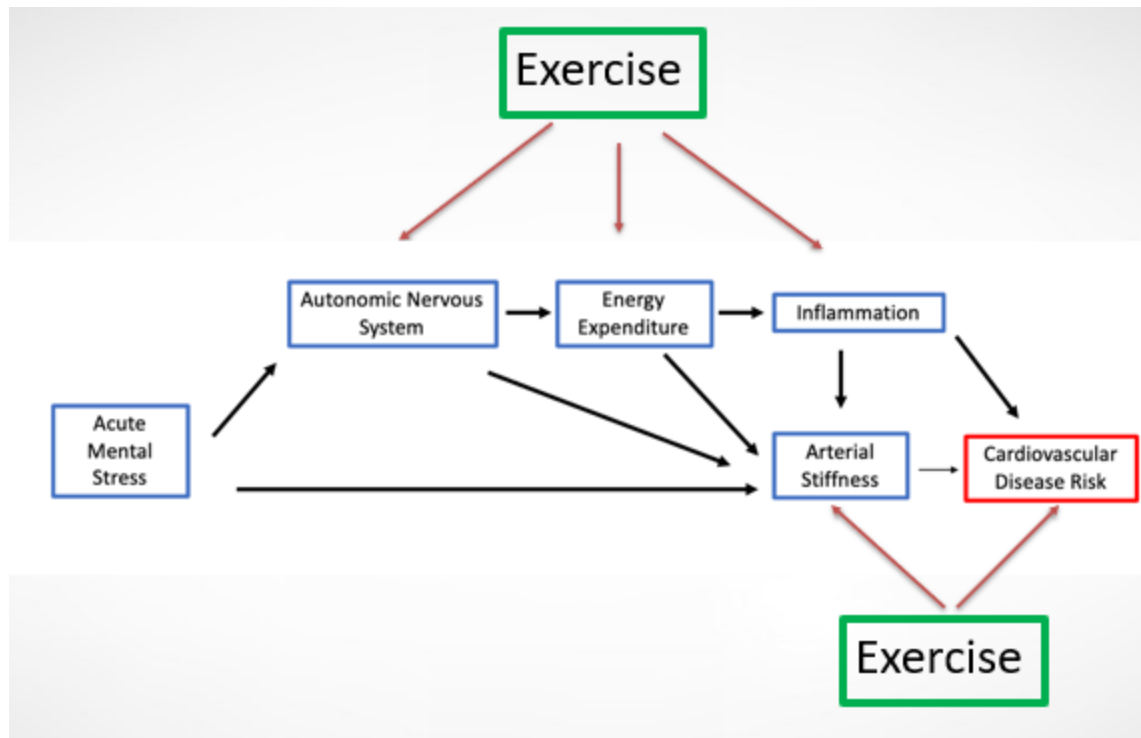 Exercise
Autonomic Nervous
System
Energy
Expenditure
Inflammation
Acute
Mental
Stress
Arterial
Stiffness
Cardiovascular
Disease Risk
Exercise